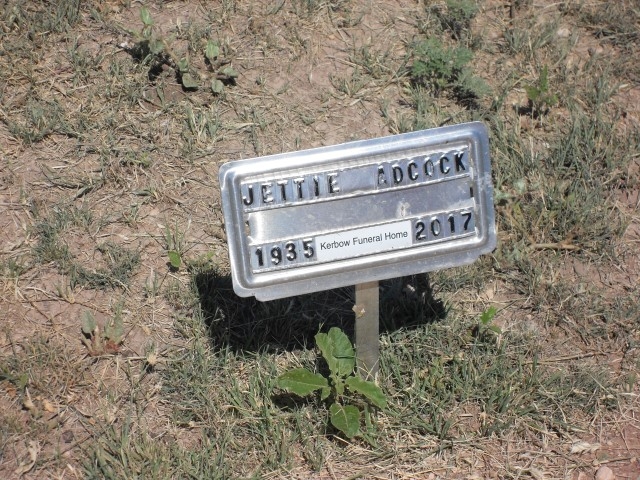 JETTIE ADCOCK
1935 Kerbow Funeral Home 2017